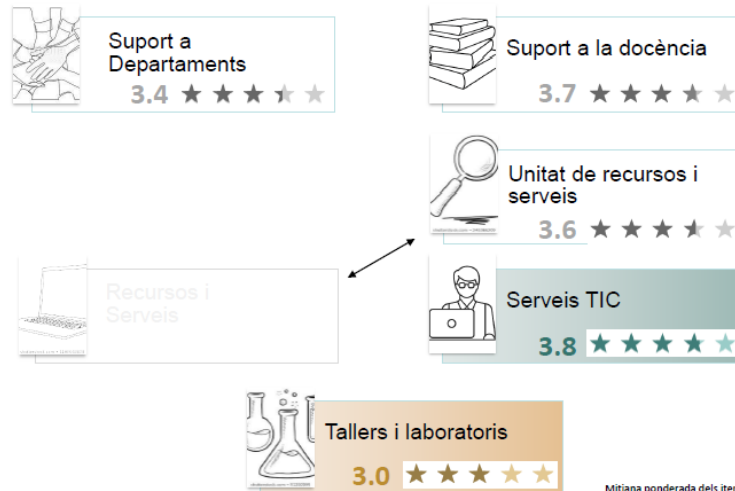 Suport a
Departaments
3.4
Suport a la docència
3.7
Unitat de recursos i
serveis
3.6
Recursos i
Serveis
Serveis TIC
3.8
Tallers i laboratoris
3.0
Mitjana ponderada dels